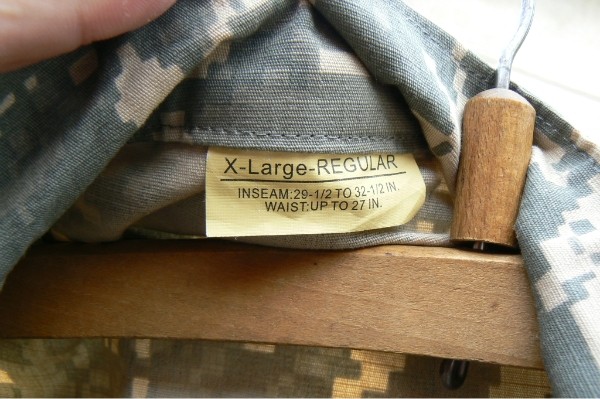 X-Large-REGULAR
INSEAM:29-1/2 TO 32-1/2 IN.
WAIST:UP TO 27 IN.